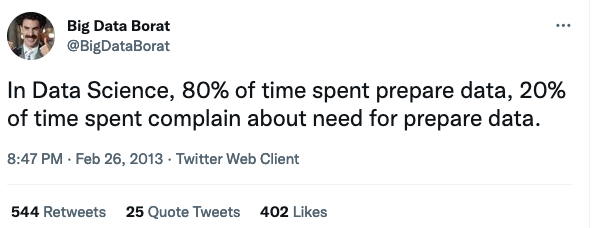 Big Data Borat
@BigDataBorat
In Data Science, 80% of time spent prepare data, 20%
of time spent complain about need for prepare data.
8:47 PM · Feb 26, 2013 · Twitter Web Client
544 Retweets 25 Quote Tweets 402 Likes